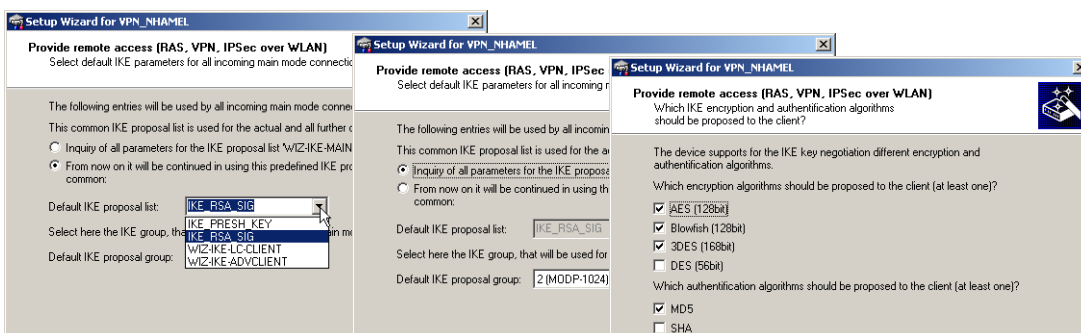 Setup Wizard for VPN_NHAMEL
Provide remote access (RAS, VPN, IPSec over WLAN)
Select default IKE parameters for all incoming main mode connectio
The following entries will be used by all incoming main mode conne
This common IKE proposal list is used for the actual and all further c
Inquiry of all parameters for the IKE proposal list 'WIZ-IKE-MAIN
From now on it will be continued in using this predefined IKE pro
common:
Default IKE proposal list: IKE_RSA_SIG
IKE_PRESH_KEY
IKE_RSA_SIG
WIZ-IKE-LC-CLIENT
WIZ-IKE-ADVCLIENT
Select here the IKE group, tha
Default IKE proposal group:
Setup Wizard for VPN_NHAMEL
Provide remote access (RAS, VPN, IPSec
Select default IKE parameters for all incoming m
The following entries will be used by all incomin
This common IKE proposal list is used for the a
Inquiry of all parameters for the IKE proposa
From now on it will be continued in using th
common:
Default IKE proposal list: IKE_RSA_SIG
Select here the IKE group, that will be used for
Default IKE proposal group: 2 (MODP-1024)
Setup Wizard for VPN_NHAMEL
Provide remote access (RAS, VPN, IPSec over WLAN)
Which IKE encryption and authentification algorithms
should be proposed to the client?
The device supports for the IKE key negotiation different encryption and
authentification algorithms.
Which encryption algorithms should be proposed to the client (at least one)?
AES (128bit)
Blowfish (128bit)
3DES (168bit)
DES (56bit)
Which authentification algorithms should be proposed to the client (at least one)?
MD5
SHA